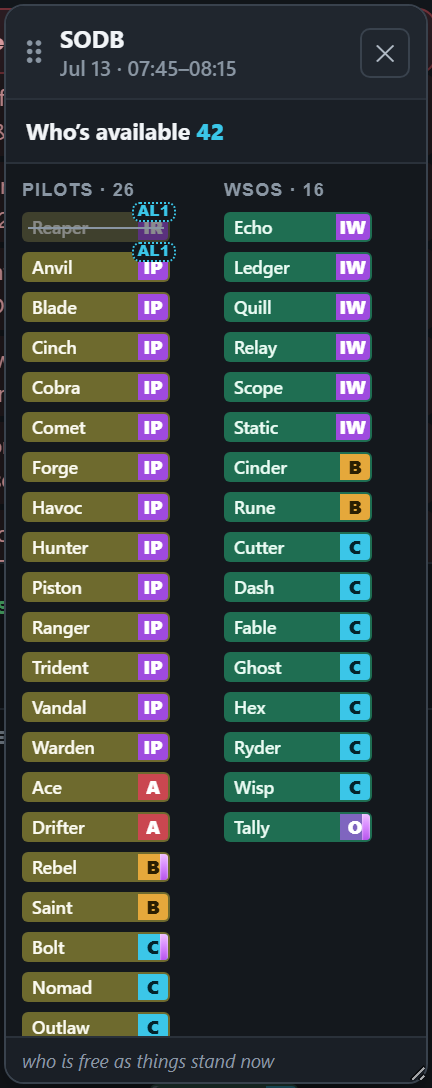 SODB
Jul 13 · 07:45–08:15
Who's available 42
PILOTS · 26
WSOS · 16
AL1
Reaper
AL1
Anvil IP
Blade IP
Cinch IP
Cobra IP
Comet IP
Forge IP
Havoc IP
Hunter IP
Piston IP
Ranger IP
Trident IP
Vandal IP
Warden IP
Ace A
Drifter A
Rebel B
Saint B
Bolt C
Nomad C
Outlaw C
Echo IW
Ledger IW
Quill IW
Relay IW
Scope IW
Static IW
Cinder B
Rune B
Cutter C
Dash C
Fable C
Ghost C
Hex C
Ryder C
Wisp C
Tally O
who is free as things stand now